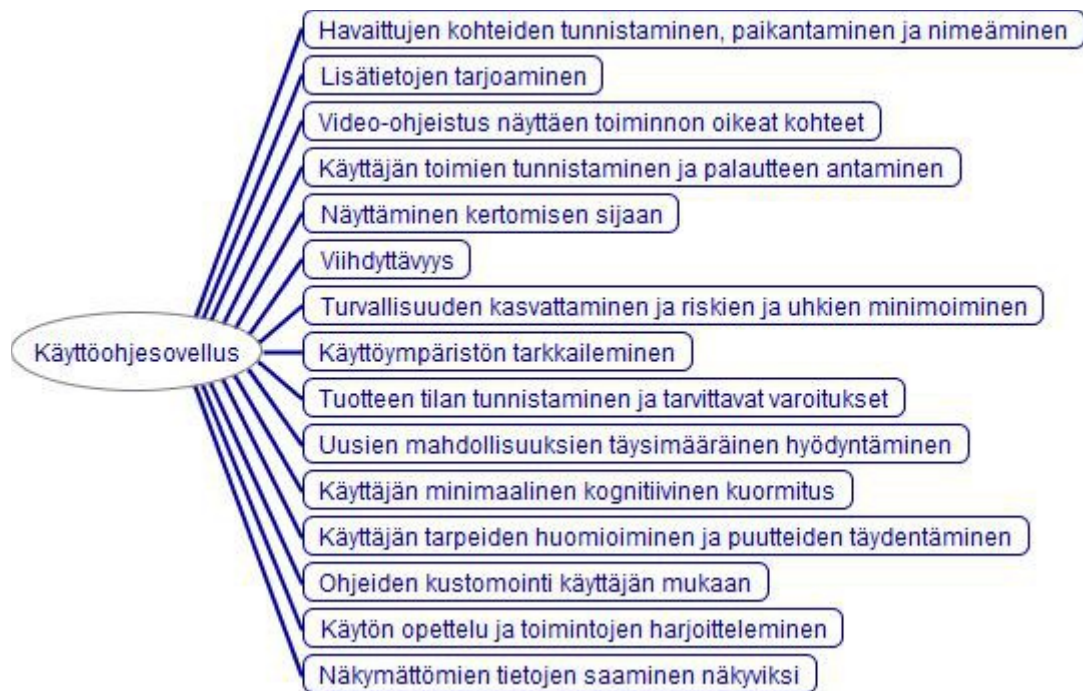 Havaittujen kohteiden tunnistaminen, paikantaminen ja nimeäminen
Lisätietojen tarjoaminen
Video-ohjeistus näyttäen toiminnon oikeat kohteet
Käyttäjän toimien tunnistaminen ja palautteen antaminen
Näyttäminen kertomisen sijaan
Viihdyttävyys
Turvallisuuden kasvattaminen ja riskien ja uhkien minimoiminen
Käyttöohjesovellus
Käyttöympäristön tarkkaileminen
Tuotteen tilan tunnistaminen ja tarvittavat varoitukset
Uusien mahdollisuuksien täysimääräinen hyödyntäminen
Käyttäjän minimaalinen kognitiivinen kuormitus
Käyttäjän tarpeiden huomioiminen ja puutteiden täydentäminen
Ohjeiden kustomointi käyttäjän mukaan
Käytön opettelu ja toimintojen harjoitteleminen
Näkymättömien tietojen saaminen näkyviksi